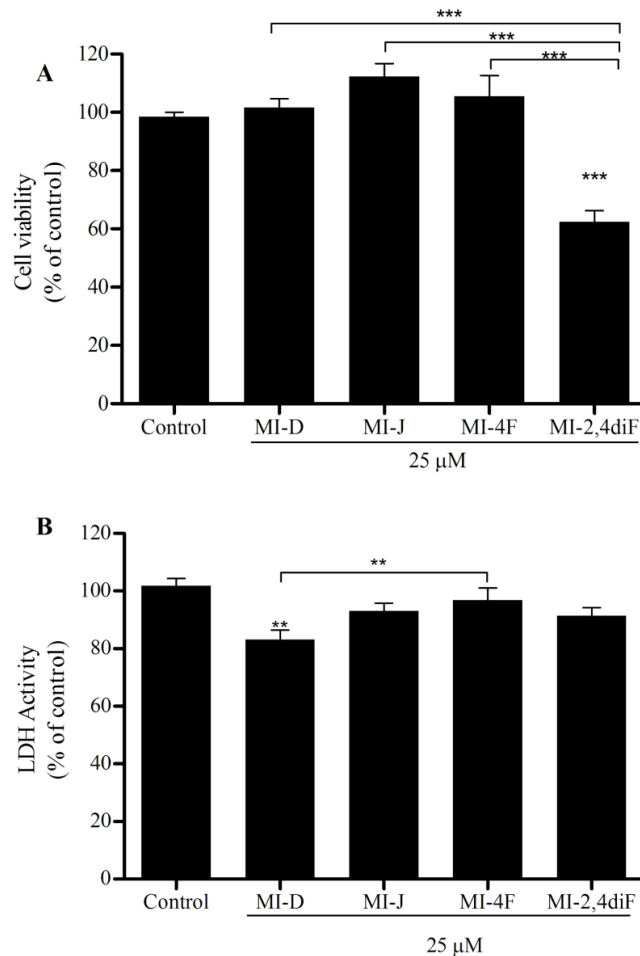 ***
***
***
A
120
100
80
60
40
20
0
Cell viability
(% of control)
***
Control MI-D MI-J MI-4F MI-2,4diF
25 µM
B
120
100
80
60
40
20
0
LDH Activity
(% of control)
**
**
Control MI-D MI-J MI-4F MI-2,4diF
25 µM